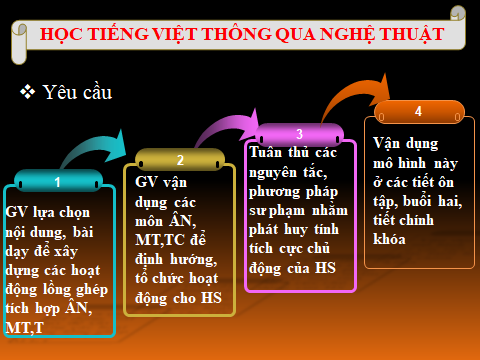 HỌC TIẾNG VIỆT THÔNG QUA NGHỆ THUẬT
❖ Yêu cầu
1
GV lựa chọn
nội dung, bài
dạy để xây
dựng các hoạt
động lồng ghép
tích hợp ÂN,
MT,T
2
GV vận
dụng các
môn ÂN,
MT,TC để
định hướng,
tổ chức hoạt
động cho HS
3
Tuân thủ các
nguyên tắc,
phương pháp
sư phạm nhằm
phát huy tính
tích cực chủ
động của HS
4
Vận dụng
mô hình này
ở các tiết ôn
tập, buổi hai,
tiết chính
khóa